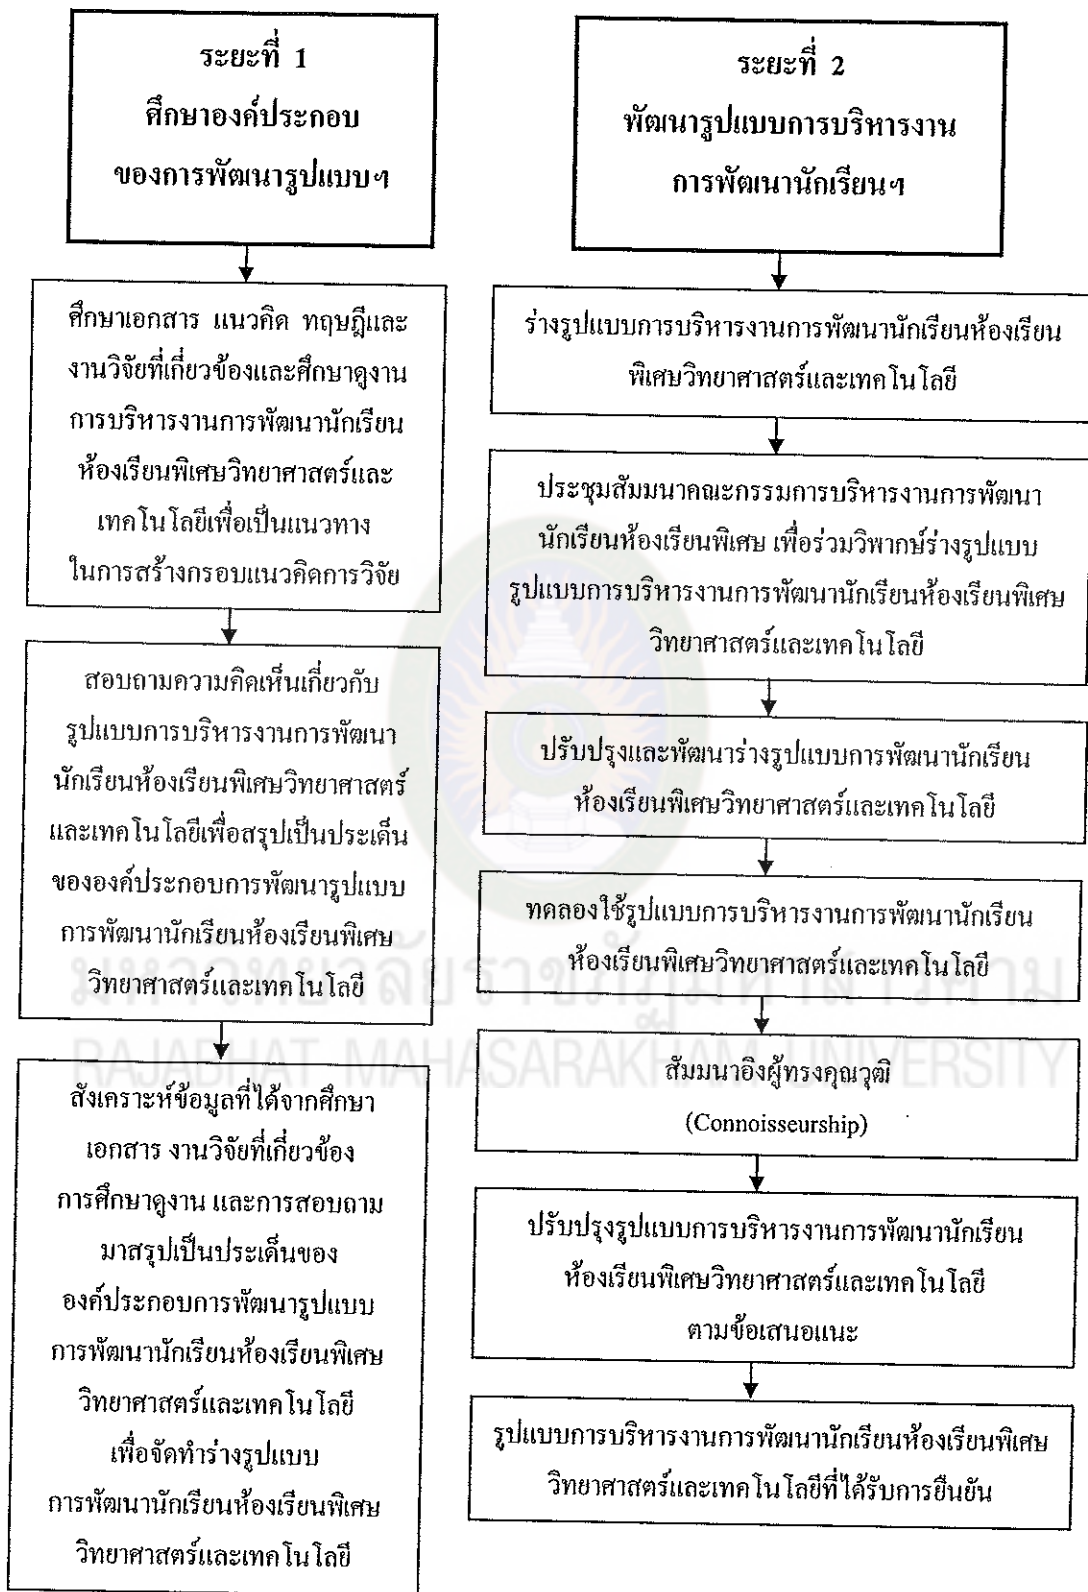 ระยะที่ 1
ศึกษาองค์ประกอบ
ของการพัฒนารูปแบบฯ
ศึกษาเอกสาร แนวคิด ทฤษฎีและ
งานวิจัยที่เกี่ยวข้องและศึกษาดูงาน
การบริหารงานการพัฒนานักเรียน
ห้องเรียนพิเศษวิทยาศาสตร์และ
เทคโนโลยีเพื่อเป็นแนวทาง
ในการสร้างกรอบแนวคิดการวิจัย
สอบถามความคิดเห็นเกี่ยวกับ
รูปแบบการบริหารงานการพัฒนา
นักเรียนห้องเรียนพิเศษวิทยาศาสตร์
และเทคโนโลยีเพื่อสรุปเป็นประเด็น
ขององค์ประกอบการพัฒนารูปแบบ
การพัฒนานักเรียนห้องเรียนพิเศษ
วิทยาศาสตร์และเทคโนโลยี
สังเคราะห์ข้อมูลที่ได้จากศึกษา
เอกสาร งานวิจัยที่เกี่ยวข้อง
การศึกษาดูงาน และการสอบถาม
มาสรุปเป็นประเด็นของ
องค์ประกอบการพัฒนารูปแบบ
การพัฒนานักเรียนห้องเรียนพิเศษ
วิทยาศาสตร์และเทคโนโลยี
เพื่อจัดทำร่างรูปแบบ
การพัฒนานักเรียนห้องเรียนพิเศษ
วิทยาศาสตร์และเทคโนโลยี
ระยะที่ 2
พัฒนารูปแบบการบริหารงาน
การพัฒนานักเรียนฯ
ร่างรูปแบบการบริหารงานการพัฒนานักเรียนห้องเรียน
พิเศษวิทยาศาสตร์และเทคโนโลยี
ประชุมสัมมนาคณะกรรมการบริหารงานการพัฒนา
นักเรียนห้องเรียนพิเศษ เพื่อร่วมวิพากษ์ร่างรูปแบบ
รูปแบบการบริหารงานการพัฒนานักเรียนห้องเรียนพิเศษ
วิทยาศาสตร์และเทคโนโลยี
ปรับปรุงและพัฒนาร่างรูปแบบการพัฒนานักเรียน
ห้องเรียนพิเศษวิทยาศาสตร์และเทคโนโลยี
ทดลองใช้รูปแบบการบริหารงานการพัฒนานักเรียน
ห้องเรียนพิเศษวิทยาศาสตร์และเทคโนโลยี
สัมมนาอิงผู้ทรงคุณวุฒิ
(Connoisseurship)
ปรับปรุงรูปแบบการบริหารงานการพัฒนานักเรียน
ห้องเรียนพิเศษวิทยาศาสตร์และเทคโนโลยี
ตามข้อเสนอแนะ
รูปแบบการบริหารงานการพัฒนานักเรียนห้องเรียนพิเศษ
วิทยาศาสตร์และเทคโนโลยีที่ได้รับการยืนยัน
มหาวิทยาลัยราชภัฏมหาสารคาม
RAJABHAT MAHASARAKHAM UNIVERSITY